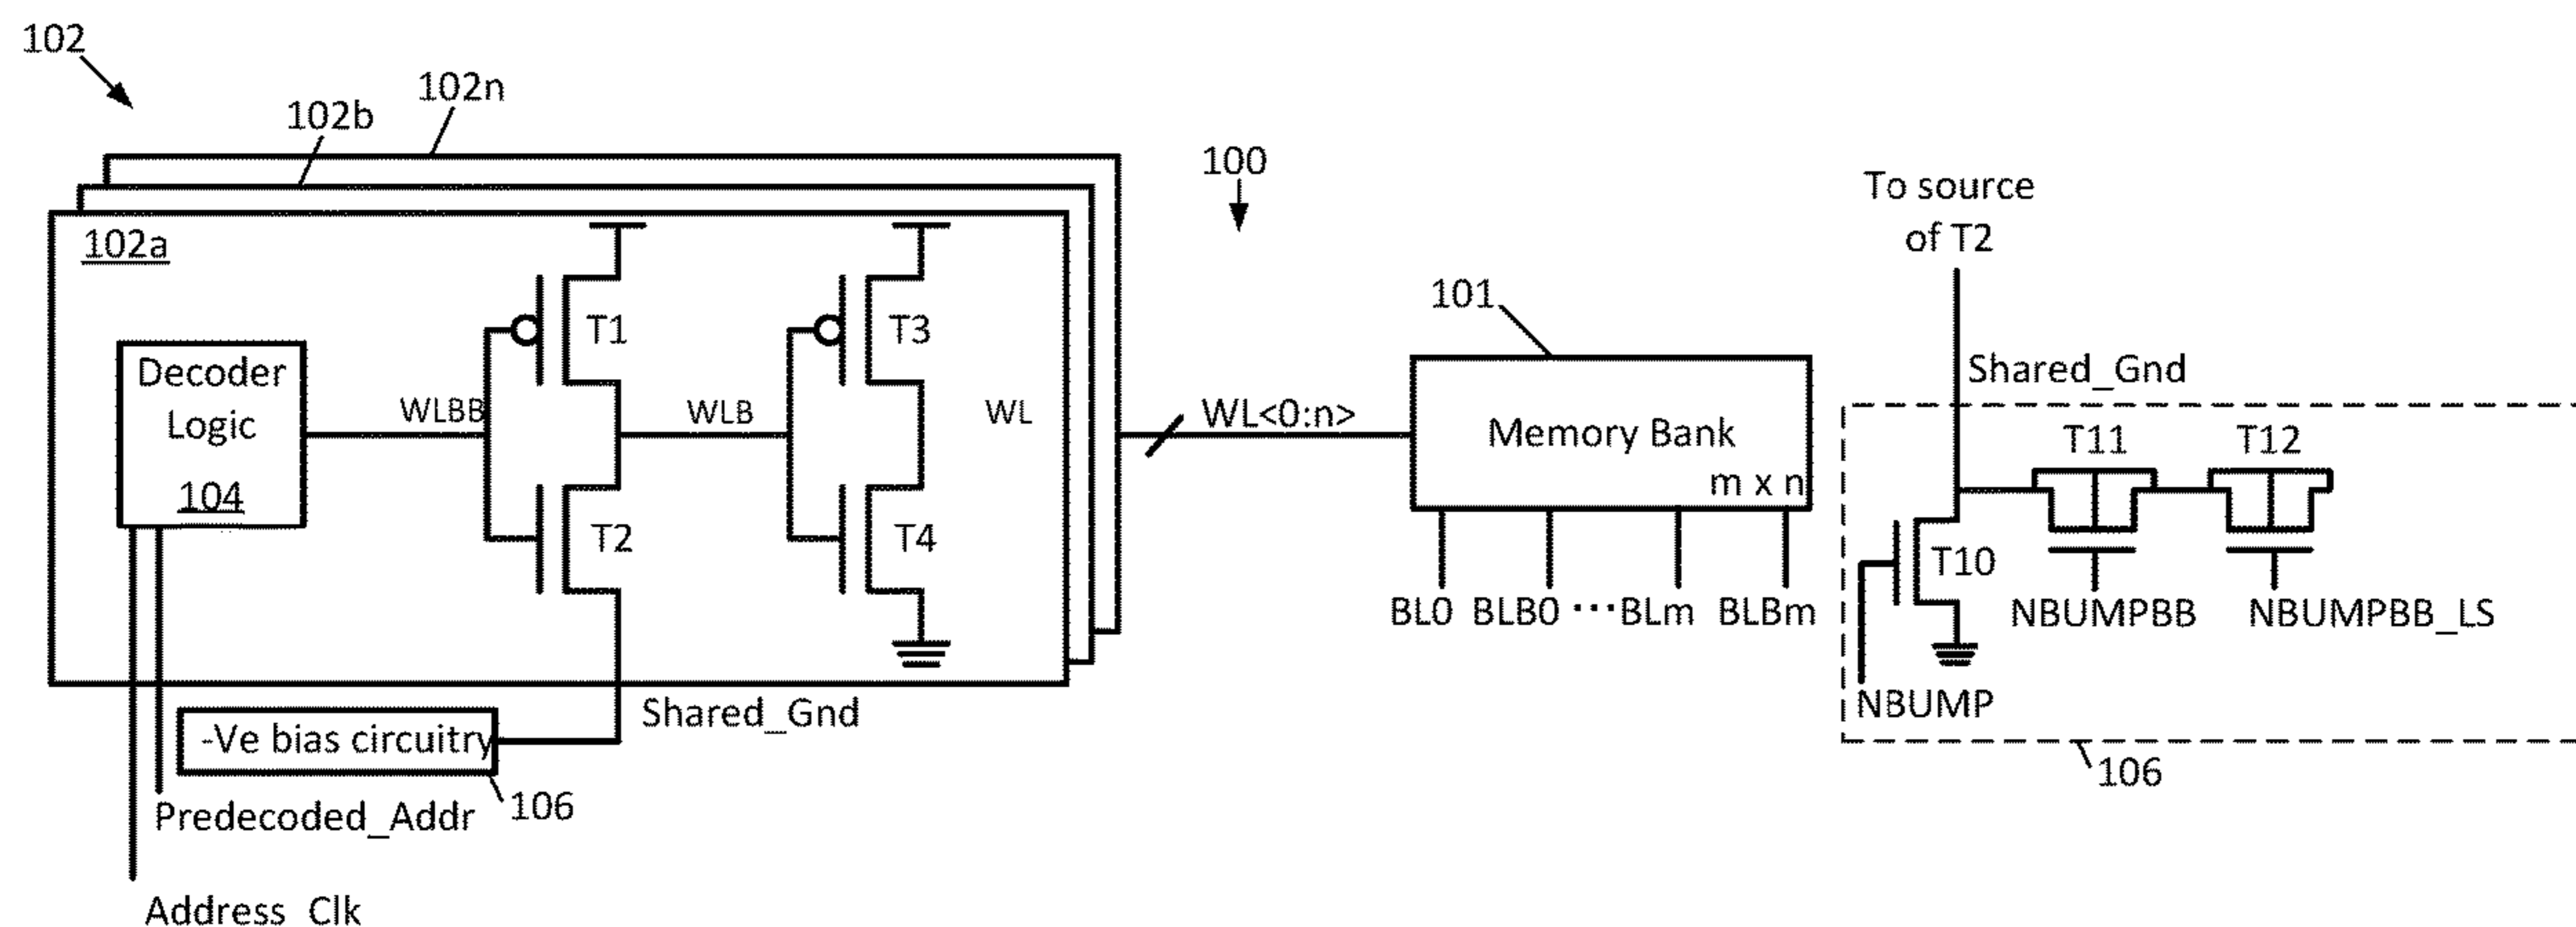 102
102n
102b
100
102a
Decoder
Logic
104
WLBB
T1
T2
WLB
T3
T4
WL
WL<0:n>
101
Memory Bank
m x n
BL0 BLB0 ···BLm BLBm
Shared_Gnd
-Ve bias circuitry
106
Predecoded_Addr
Address_Clk
To source
of T2
Shared_Gnd
T11
T12
T10
NBUMPBB
NBUMPBB_LS
NBUMP
106